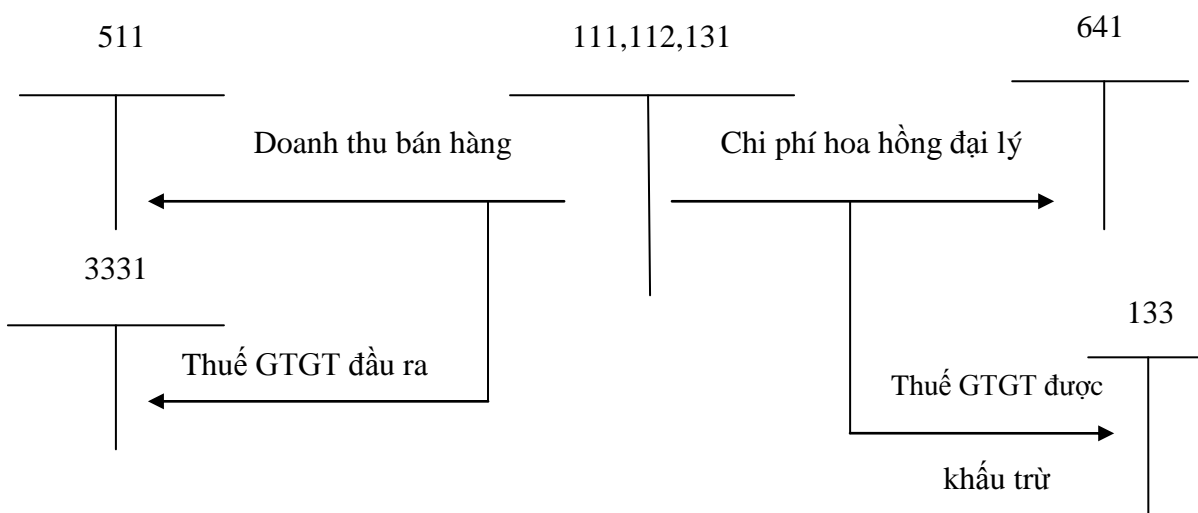 511
111,112,131
641
Doanh thu bán hàng
Chi phí hoa hồng đại lý
3331
133
Thuế GTGT đầu ra
Thuế GTGT được
khấu trừ